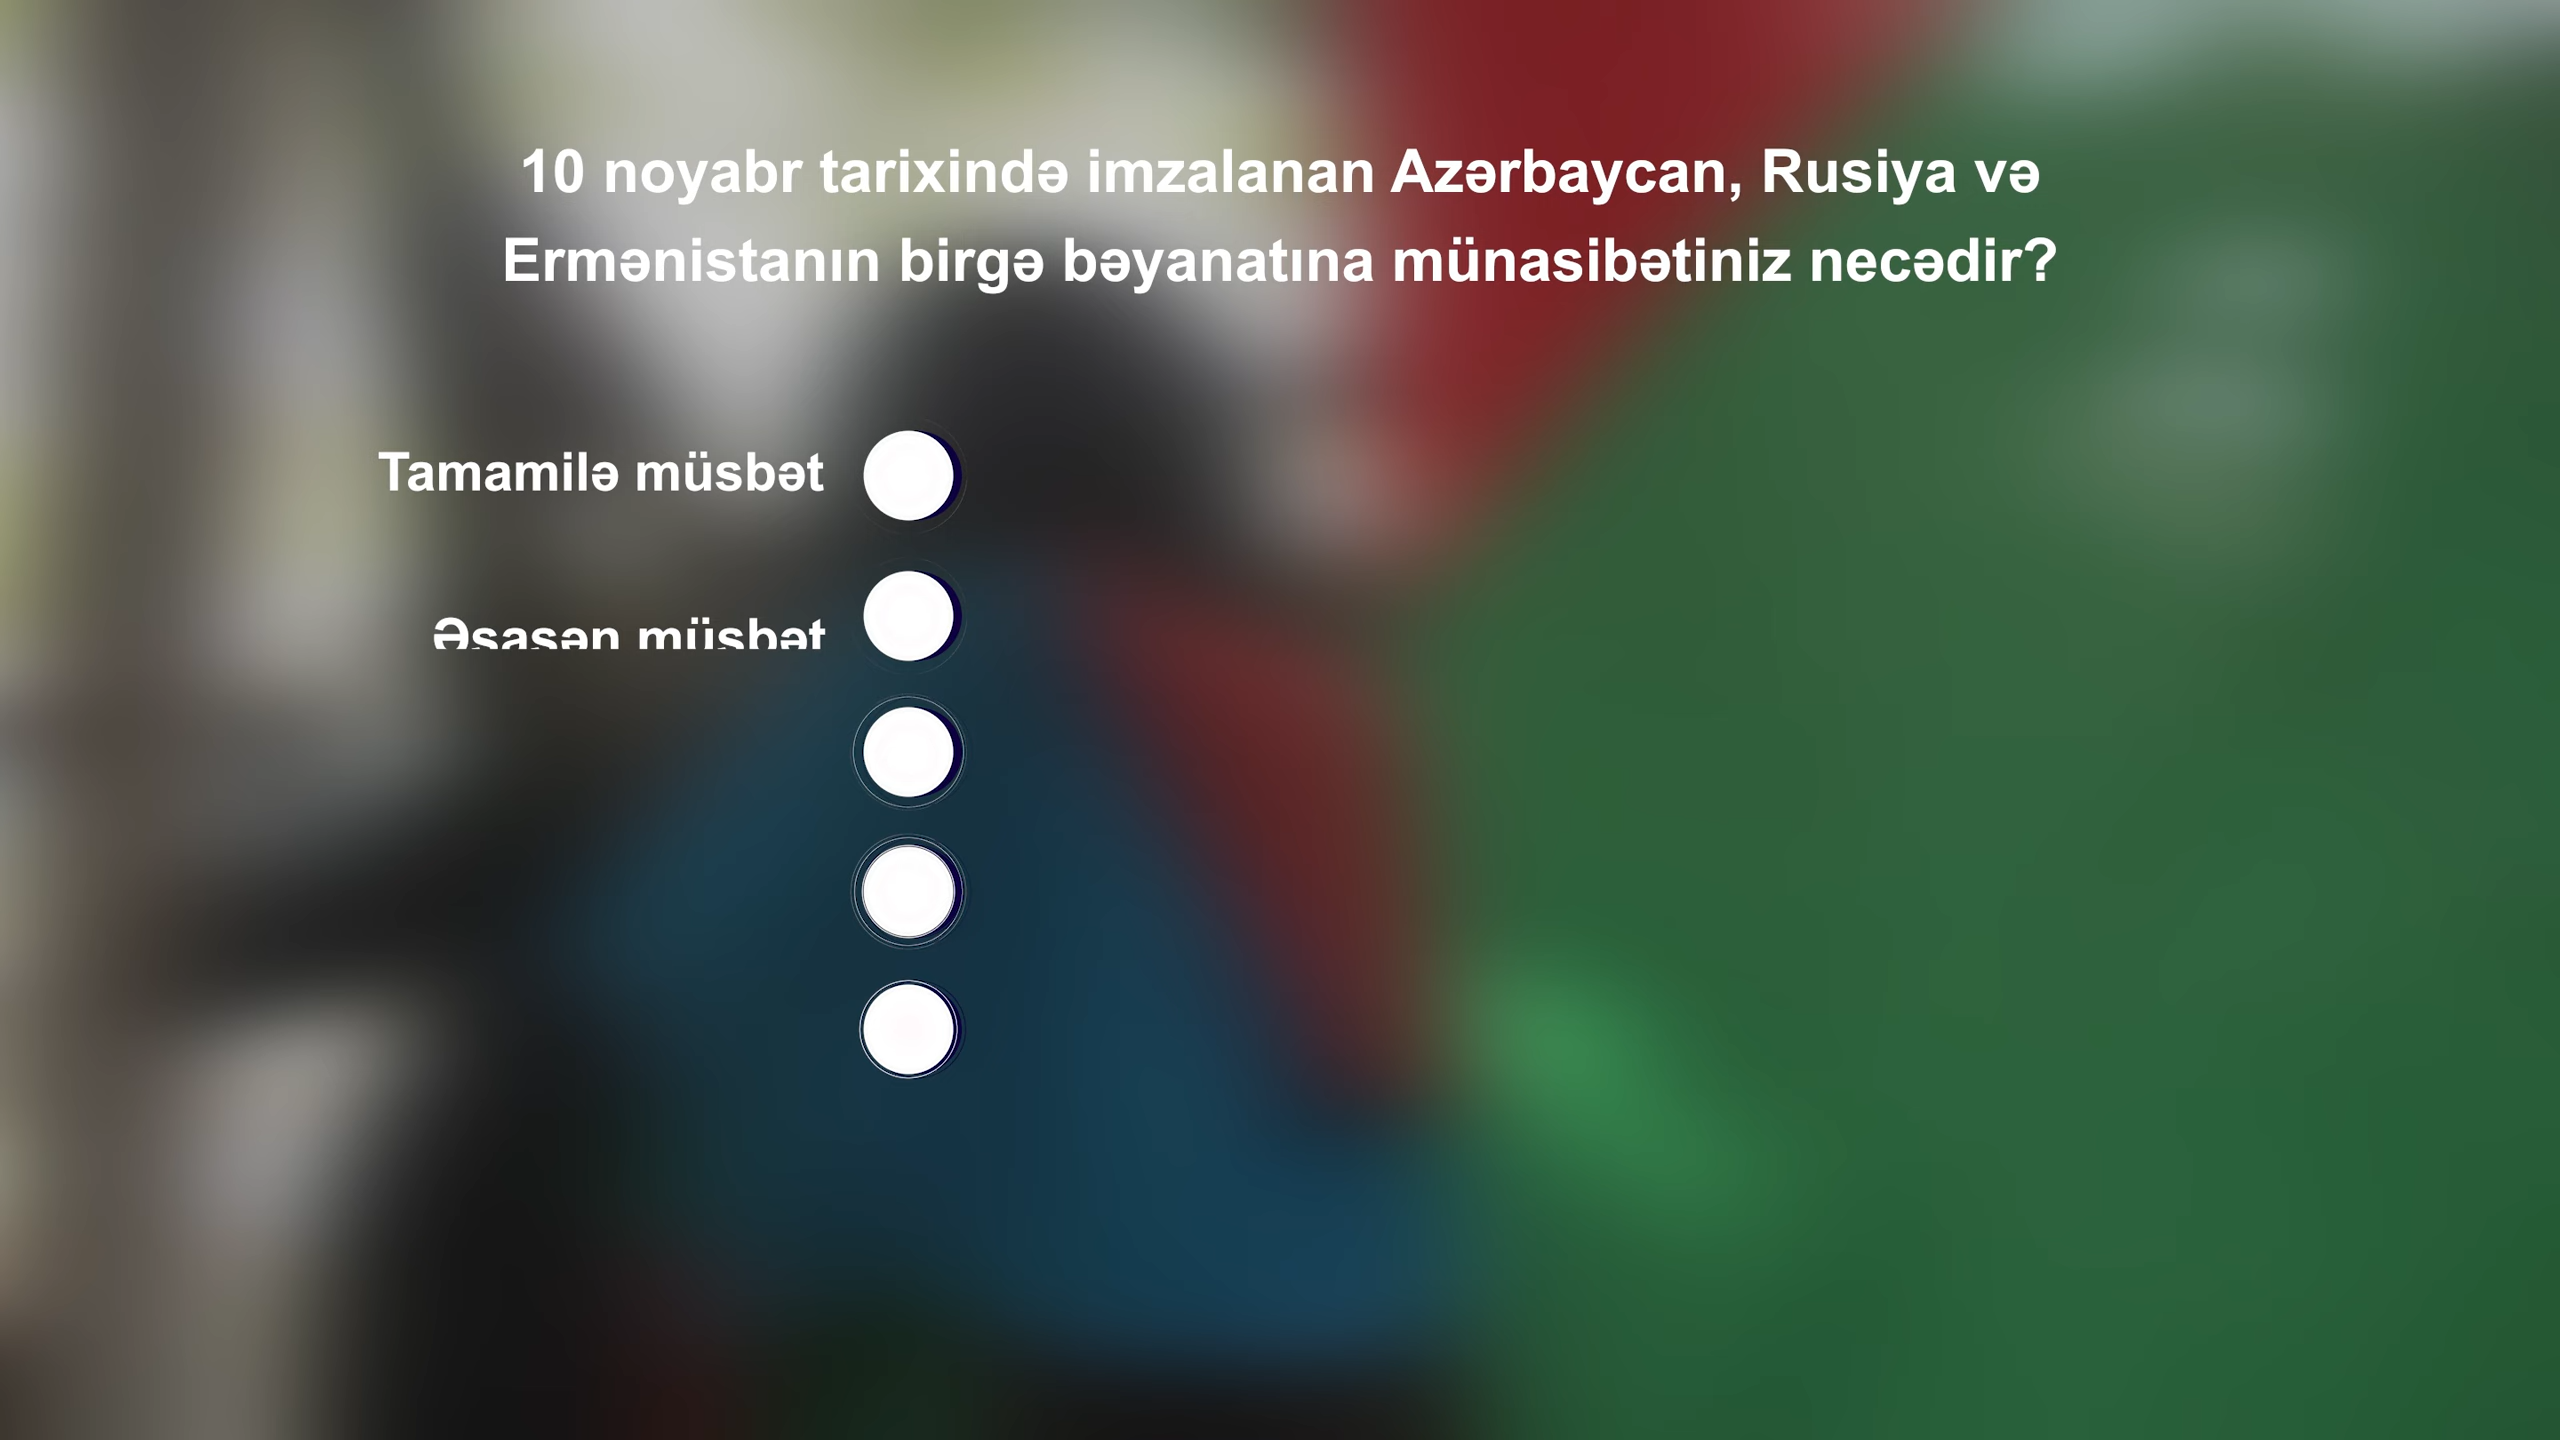 10 noyabr tarixində imzalanan Azərbaycan, Rusiya və
Ermənistanın birgə bəyanatına münasibətiniz necədir?
Tamamilə müsbət
Əsasən müsbət